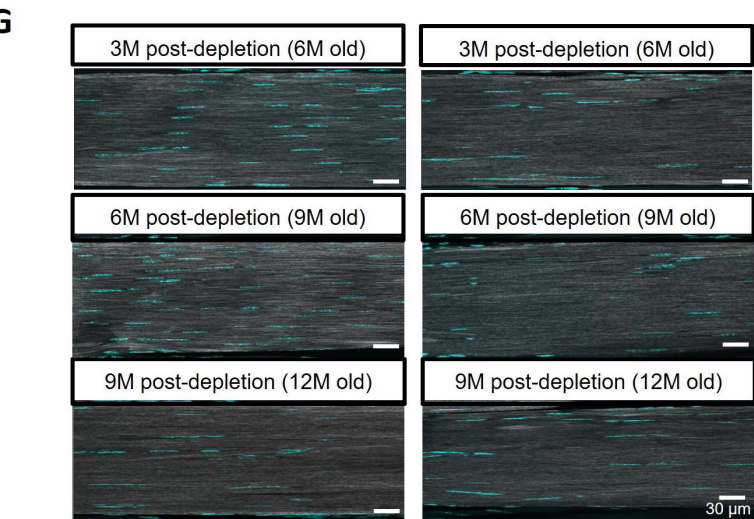 G
3M post-depletion (6M old)
3M post-depletion (6M old)
6M post-depletion (9M old)
6M post-depletion (9M old)
9M post-depletion (12M old)
9M post-depletion (12M old)
30 µm